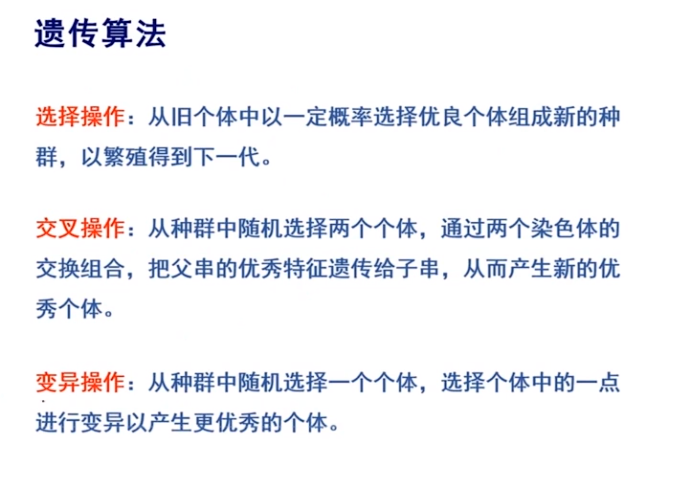 遗传算法
选择操作：从旧个体中以一定概率选择优良个体组成新的种
群，以繁殖得到下一代。
交叉操作：从种群中随机选择两个个体，通过两个染色体的
交换组合，把父串的优秀特征遗传给子串，从而产生新的优
秀个体。
变异操作：从种群中随机选择一个个体，选择个体中的一点
进行变异以产生更优秀的个体。